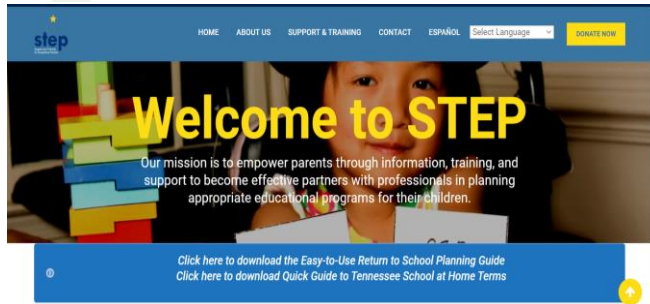 step
HOME ABOUT US SUPPORT & TRAINING CONTACT ESPAÑOL Select Language DONATE NOW
Welcome to STEP
Our mission is to empower parents through information, training, and
support to become effective partners with professionals in planning
appropriate educational programs for their children.
Click here to download the Easy-to-Use Return to School Planning Guide
Click here to download Quick Guide to Tennessee School at Home Terms